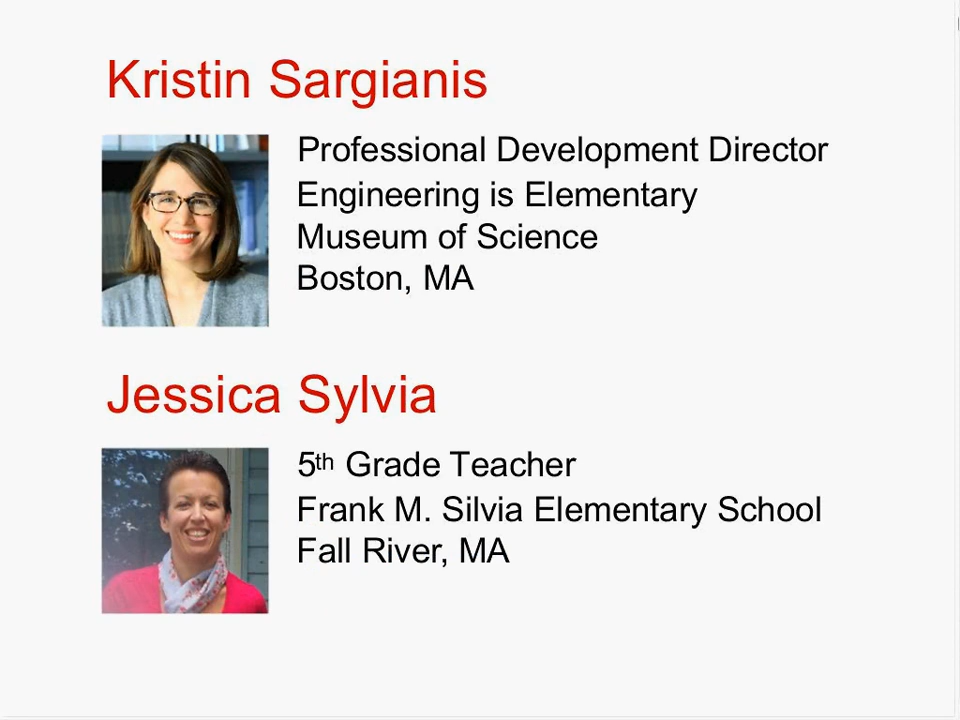 Kristin Sargianis
Professional Development Director
Engineering is Elementary
Museum of Science
Boston, MA
Jessica Sylvia
5th Grade Teacher
Frank M. Silvia Elementary School
Fall River, MA